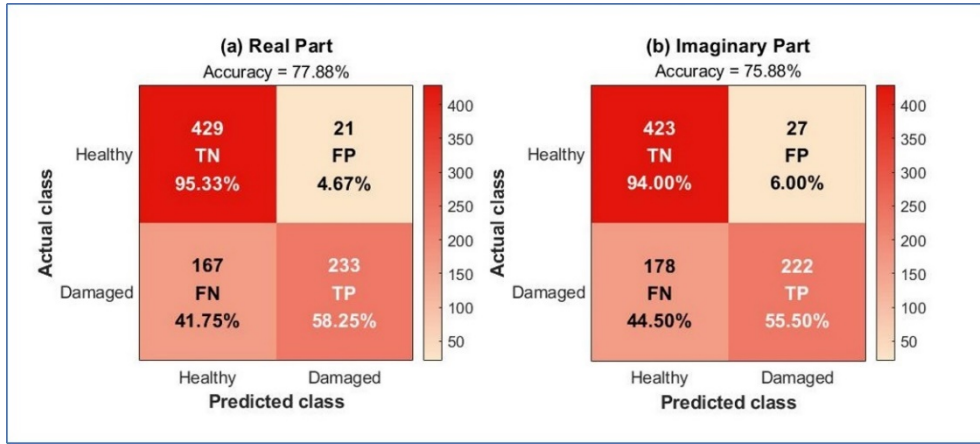 (a) Real Part
Accuracy = 77.88%
Actual class
Healthy
429
TN
95.33%
21
FP
4.67%
Damaged
167
FN
41.75%
233
TP
58.25%
Healthy
Damaged
Predicted class
400
350
300
250
200
150
100
50
(b) Imaginary Part
Accuracy = 75.88%
Actual class
Healthy
423
TN
94.00%
27
FP
6.00%
Damaged
178
FN
44.50%
222
TP
55.50%
Healthy
Damaged
Predicted class
400
350
300
250
200
150
100
50